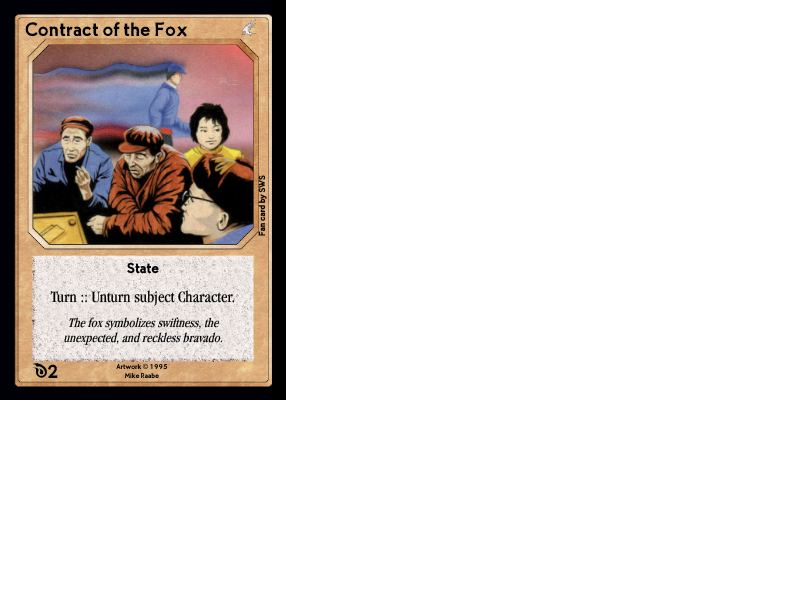 Contract of the Fox
Fan card by SWS
State
Turn :: Unturn subject Character.
The fox symbolizes swiftness, the
unexpected, and reckless bravado.
2
Artwork © 1995
Mike Raabe